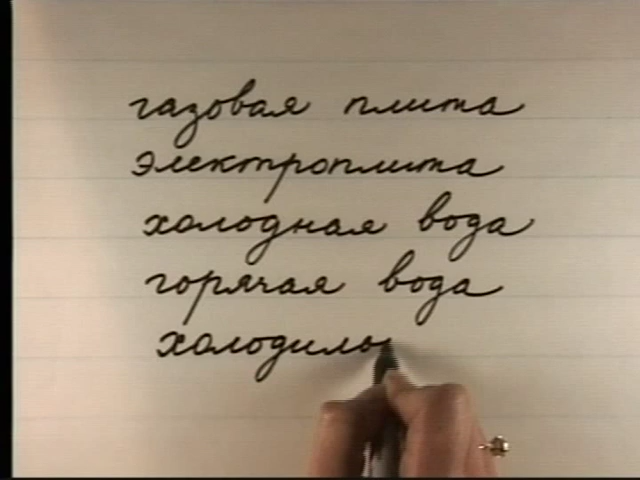 газовая плита
электроплита
холодная вода
горячая вода
холодиль